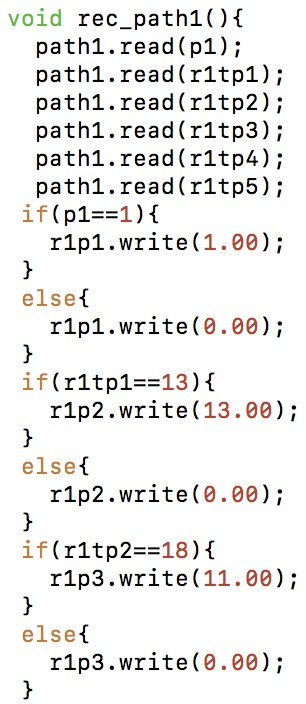 void rec_path1(){
path1.read(p1);
path1.read(r1tp1);
path1.read(r1tp2);
path1.read(r1tp3);
path1.read(r1tp4);
path1.read(r1tp5);
if(p1==1){
r1p1.write(1.00);
}
else{
r1p1.write(0.00);
}
if(r1tp1==13){
r1p2.write(13.00);
}
else{
r1p2.write(0.00);
}
if(r1tp2==18){
r1p3.write(11.00);
}
else{
r1p3.write(0.00);
}